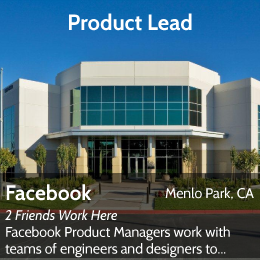 Product Lead
Facebook
Menlo Park, CA
2 Friends Work Here
Facebook Product Managers work with
teams of engineers and designers to...